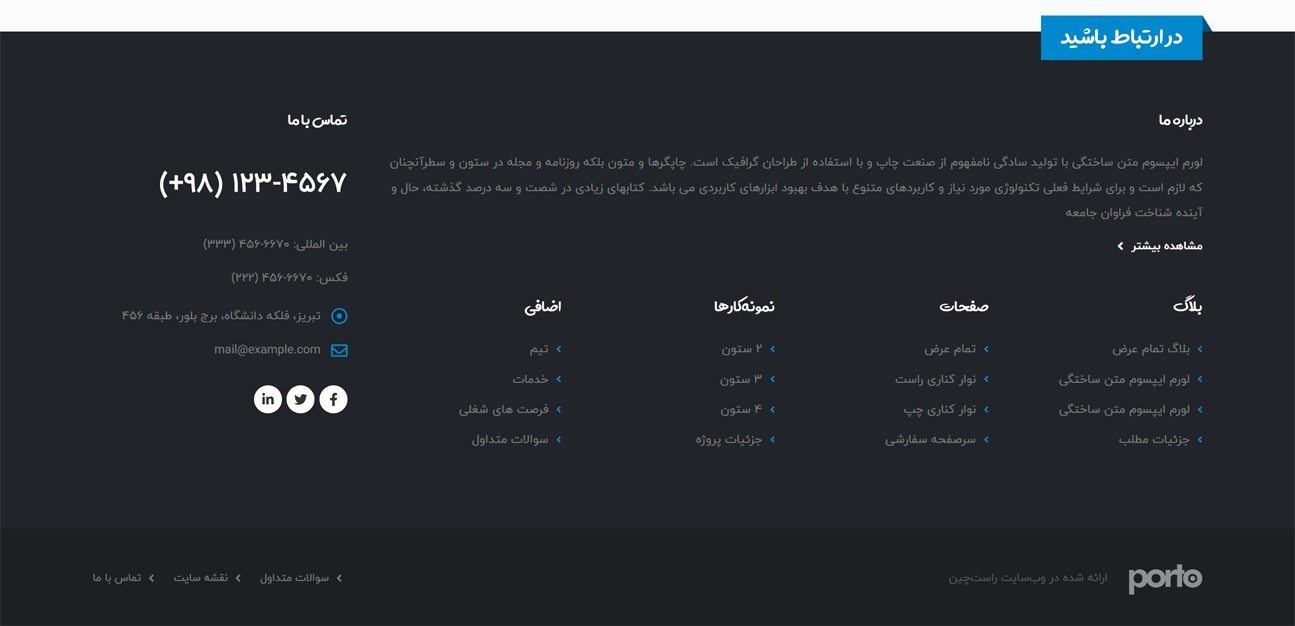 در ارتباط باشید
درباره ما
لورم ایپسوم متن ساختگی با تولید سادگی نامفهوم از صنعت چاپ و با استفاده از طراحان گرافیک است. چاپگرها و متون بلکه روزنامه و مجله در ستون و سطرآنچنان
که لازم است و برای شرایط فعلی تکنولوژی مورد نیاز و کاربردهای متنوع با هدف بهبود ابزارهای کاربردی می باشد. کتابهای زیادی در شصت و سه درصد گذشته، حال و
آینده شناخت فراوان جامعه
مشاهده بیشتر
بلاگ
بلاگ تمام عرض
لورم ایپسوم متن ساختگی
لورم ایپسوم متن ساختگی
جزئیات مطلب
صفحات
تمام عرض
نوار کناری راست
نوار کناری چپ
سرصفحه سفارشی
نمونه‌کارها
۲ ستون
۳ ستون
۴ ستون
جزئیات پروژه
اضافی
تیم
خدمات
فرصت های شغلی
سوالات متداول
تماس با ما
(+۹۸) ۱۲۳-۴۵۶۷
بین المللی: ۶۶۷۰-۴۵۶ (۳۳۳)
فکس: ۶۶۷۰-۴۵۶ (۲۲۲)
تبریز، فلکه دانشگاه، برج بلور، طبقه ۴۵۶
mail@example.com
porto
ارائه شده در وب‌سایت راست‌چین
سوالات متداول
نقشه سایت
تماس با ما